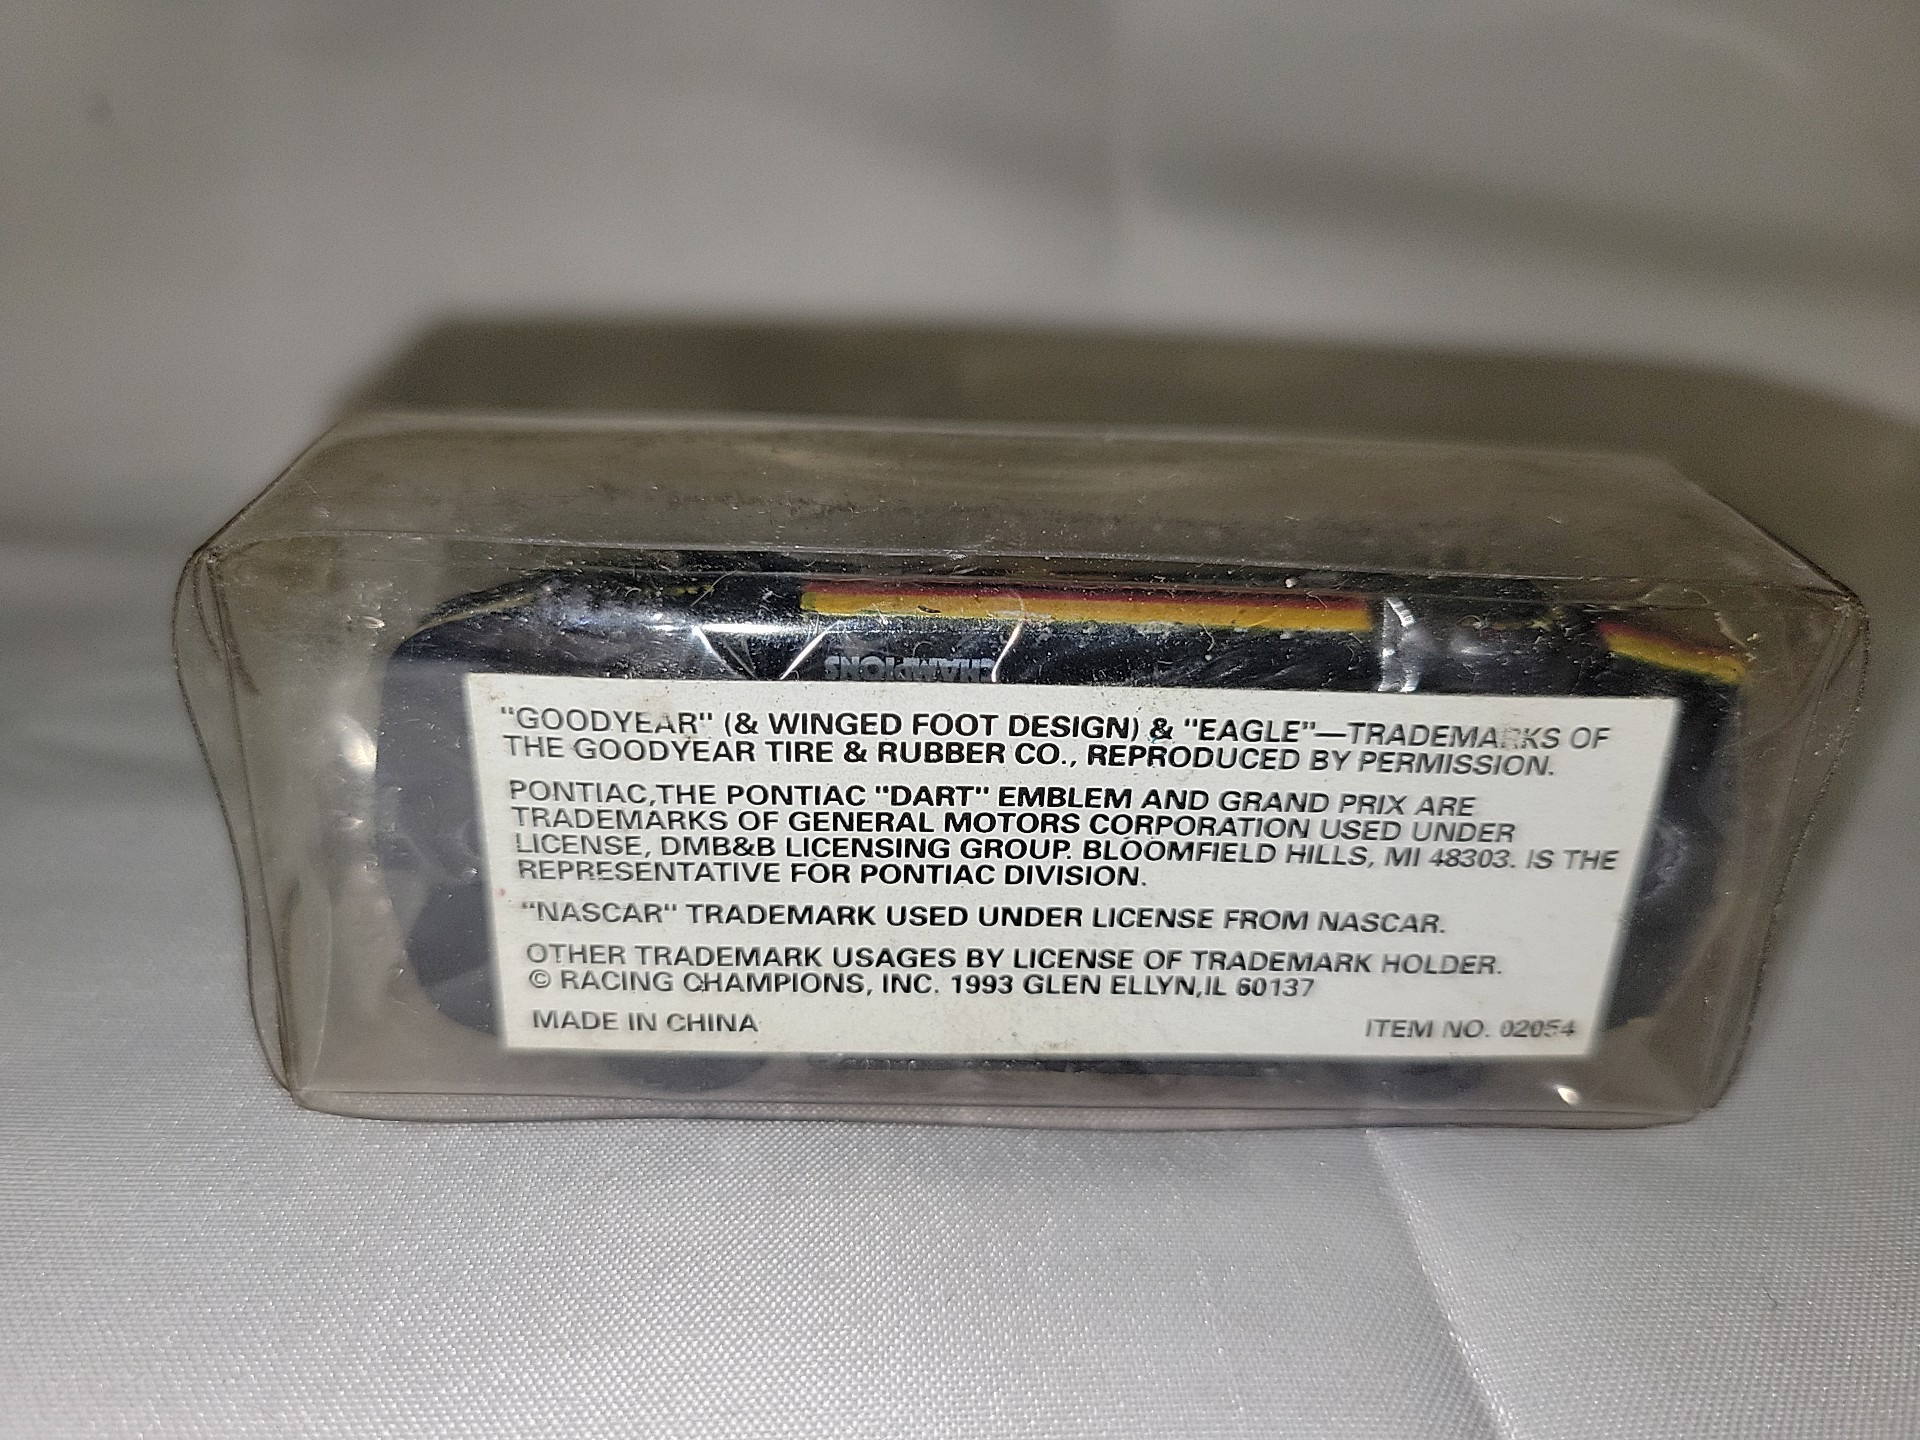 CHAMPIONS
"GOODYEAR" (& WINGED FOOT DESIGN) & "EAGLE"—TRADEMARKS OF
THE GOODYEAR TIRE & RUBBER CO., REPRODUCED BY PERMISSION.
PONTIAC,THE PONTIAC "DART" EMBLEM AND GRAND PRIX ARE
TRADEMARKS OF GENERAL MOTORS CORPORATION USED UNDER
LICENSE, DMB&B LICENSING GROUP. BLOOMFIELD HILLS, MI 48303. IS THE
REPRESENTATIVE FOR PONTIAC DIVISION.
"NASCAR" TRADEMARK USED UNDER LICENSE FROM NASCAR.
OTHER TRADEMARK USAGES BY LICENSE OF TRADEMARK HOLDER.
© RACING CHAMPIONS, INC. 1993 GLEN ELLYN,IL 60137
MADE IN CHINA
ITEM NO. 02054